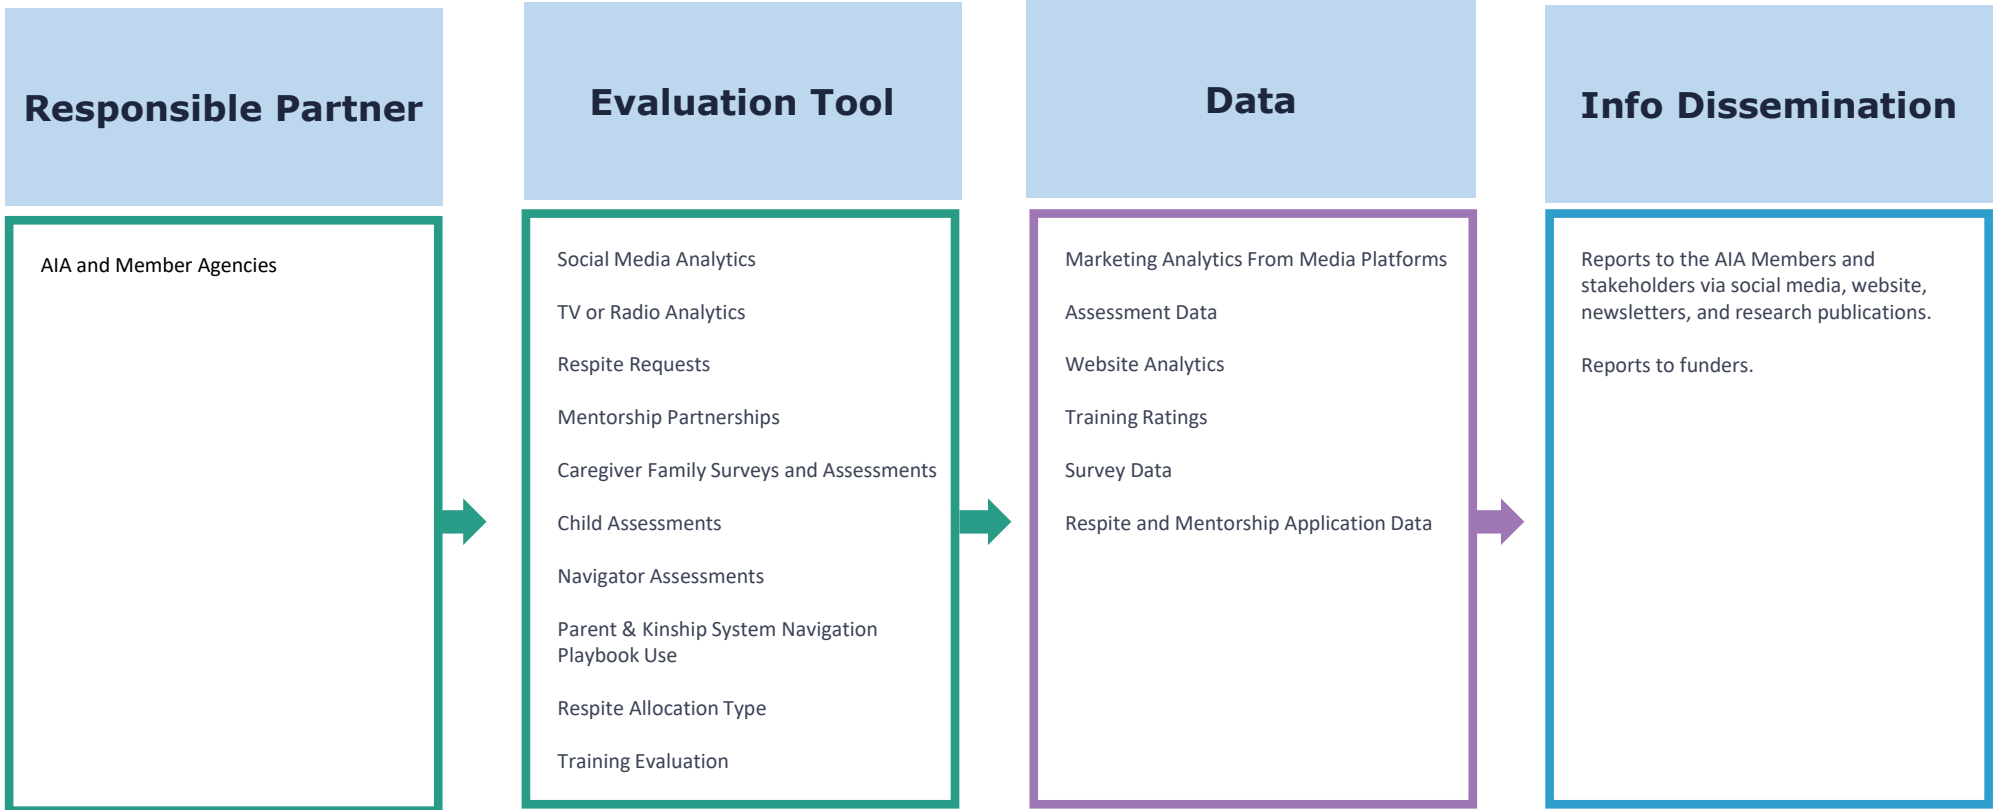 Responsible Partner
Evaluation Tool
Data
Info Dissemination
AIA and Member Agencies
Social Media Analytics
TV or Radio Analytics
Respite Requests
Mentorship Partnerships
Caregiver Family Surveys and Assessments
Child Assessments
Navigator Assessments
Parent & Kinship System Navigation
Playbook Use
Respite Allocation Type
Training Evaluation
Marketing Analytics From Media Platforms
Assessment Data
Website Analytics
Training Ratings
Survey Data
Respite and Mentorship Application Data
Reports to the AIA Members and
stakeholders via social media, website,
newsletters, and research publications.
Reports to funders.